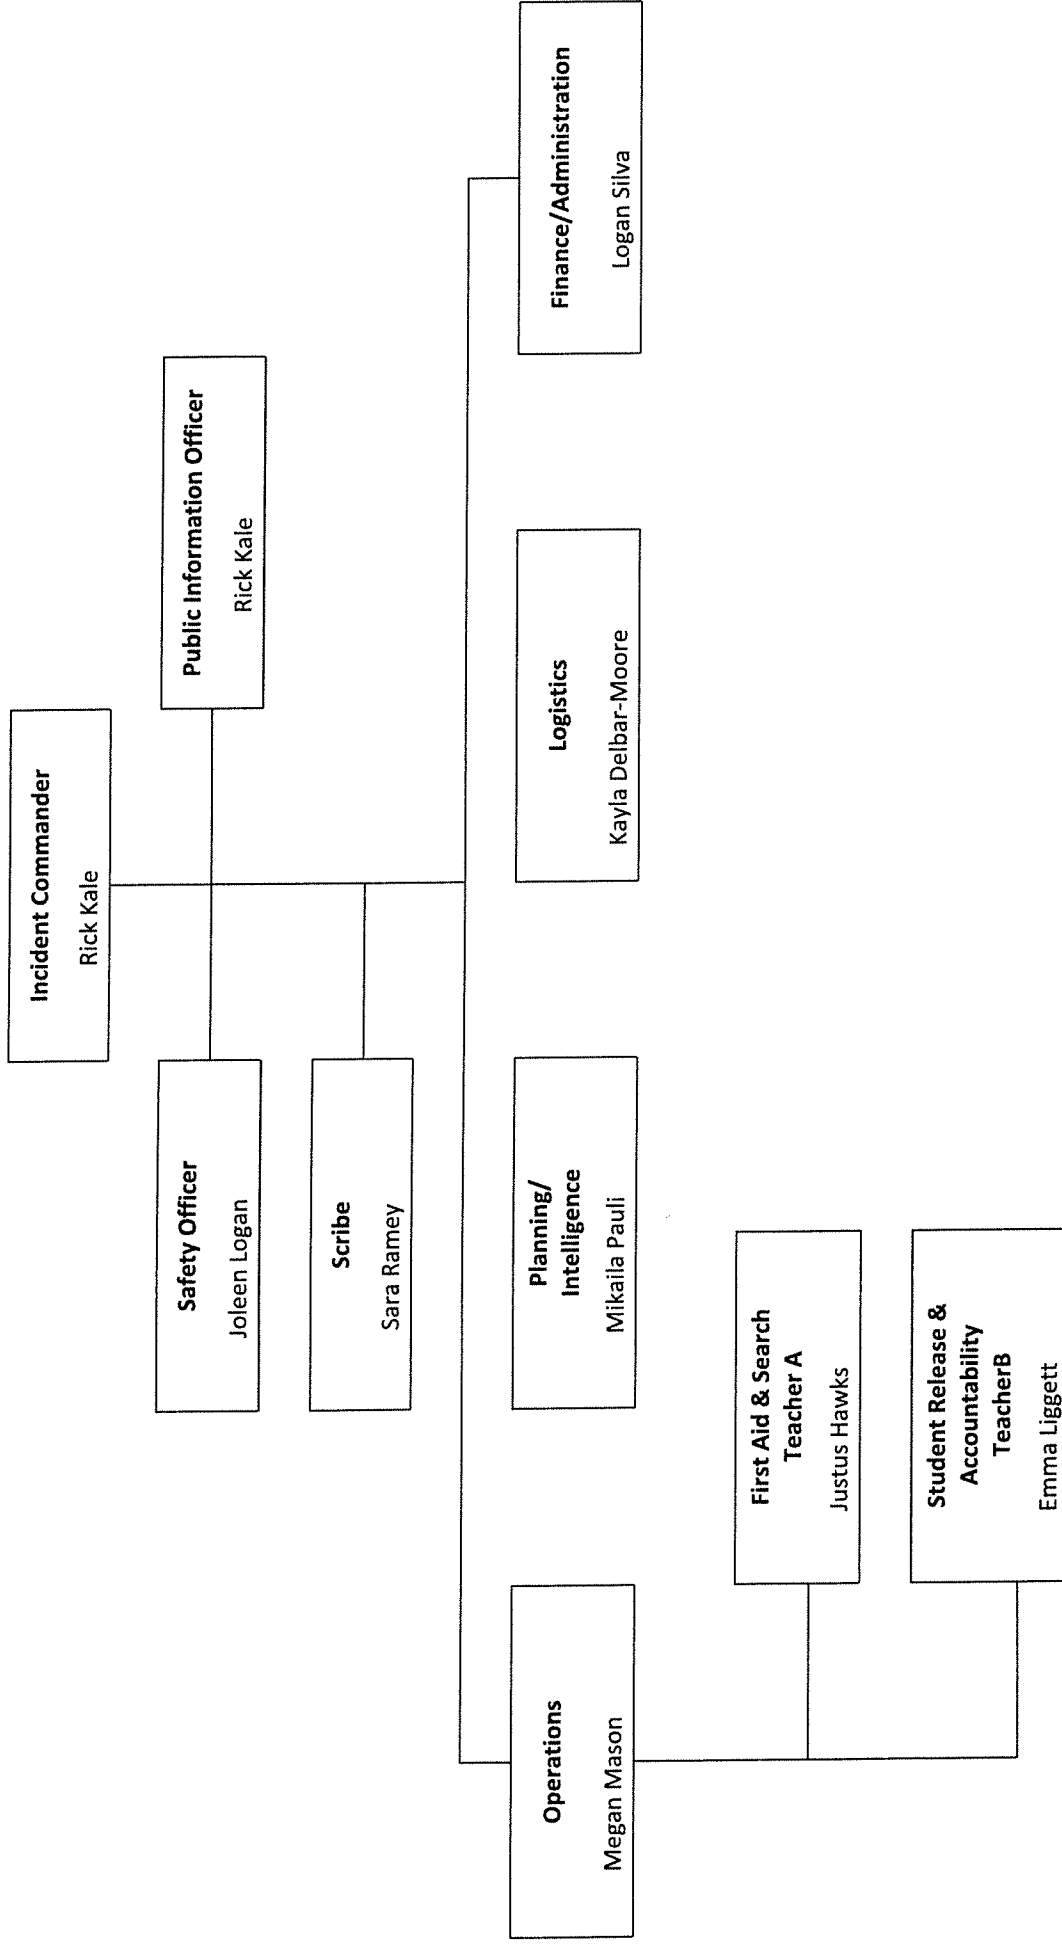 Incident Commander
Rick Kale
Safety Officer
Joleen Logan
Public Information Officer
Rick Kale
Scribe
Sara Ramey
Operations
Megan Mason
Planning/
Intelligence
Mikaila Pauli
Logistics
Kayla Delbar-Moore
Finance/Administration
Logan Silva
First Aid & Search
Teacher A
Justus Hawks
Student Release &
Accountability
TeacherB
Emma Liggett